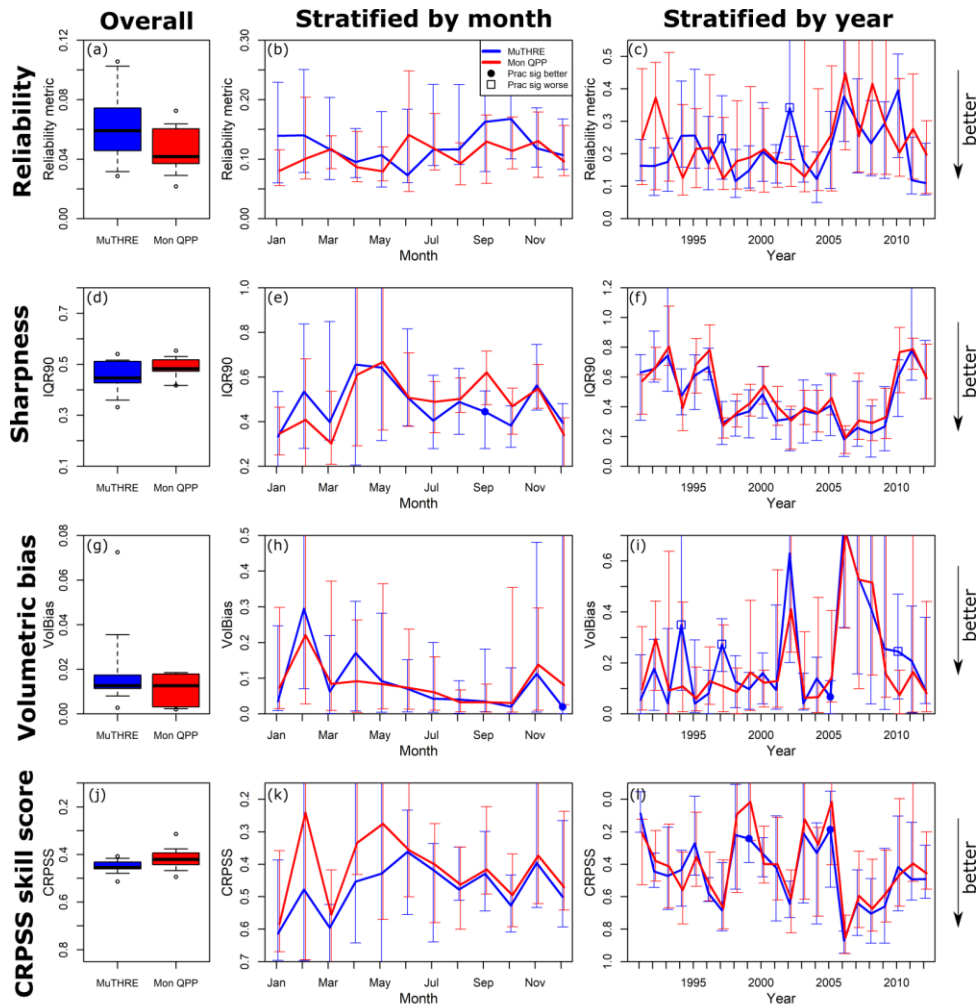 Overall
Stratified by month
Stratified by year
Reliability
(a)
Reliability metric
0.00 0.04 0.08 0.12
MuTHRE Mon QPP
(b)
Reliability metric
0.00 0.10 0.20 0.30
Jan Mar May Jul Sep Nov
Month
MuTHRE
Mon QPP
Prac sig better
Prac sig worse
(c)
Reliability metric
0.0 0.1 0.2 0.3 0.4 0.5
1995 2000 2005 2010
Year
better
Sharpness
(d)
IQR90
0.1 0.3 0.5 0.7
MuTHRE Mon QPP
(e)
IQR90
0.2 0.4 0.6 0.8 1.0
Jan Mar May Jul Sep Nov
Month
(f)
IQR90
0.0 0.2 0.4 0.6 0.8 1.0 1.2
1995 2000 2005 2010
Year
better
Volumetric bias
(g)
VolBias
0.00 0.02 0.04 0.06 0.08
MuTHRE Mon QPP
(h)
VolBias
0.0 0.1 0.2 0.3 0.4 0.5
Jan Mar May Jul Sep Nov
Month
(i)
VolBias
0.0 0.2 0.4 0.6
1995 2000 2005 2010
Year
better
CRPSS skill score
(j)
CRPSS
0.2 0.4 0.6 0.8
MuTHRE Mon QPP
(k)
CRPSS
0.3 0.4 0.5 0.6 0.7
Jan Mar May Jul Sep Nov
Month
(l)
CRPSS
0.0 0.2 0.4 0.6 0.8 1.0
1995 2000 2005 2010
Year
better